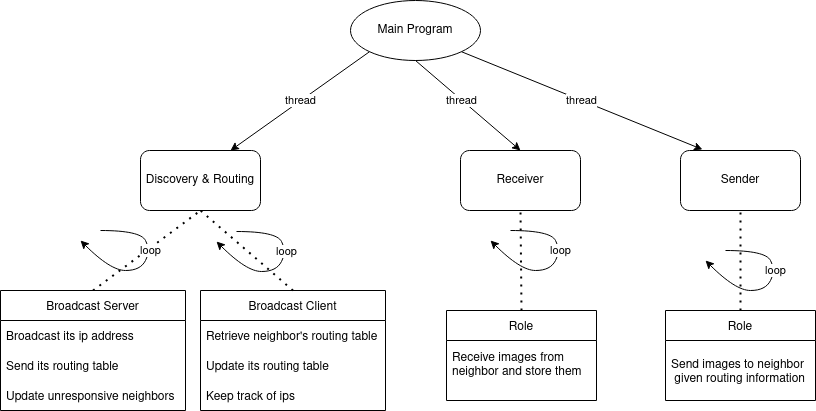 Main Program
thread
thread
thread
Discovery & Routing
Receiver
Sender
loop
loop
loop
loop
Broadcast Server
Broadcast its ip address
Send its routing table
Update unresponsive neighbors
Broadcast Client
Retrieve neighbor's routing table
Update its routing table
Keep track of ips
Role
Receive images from
neighbor and store them
Role
Send images to neighbor
given routing information